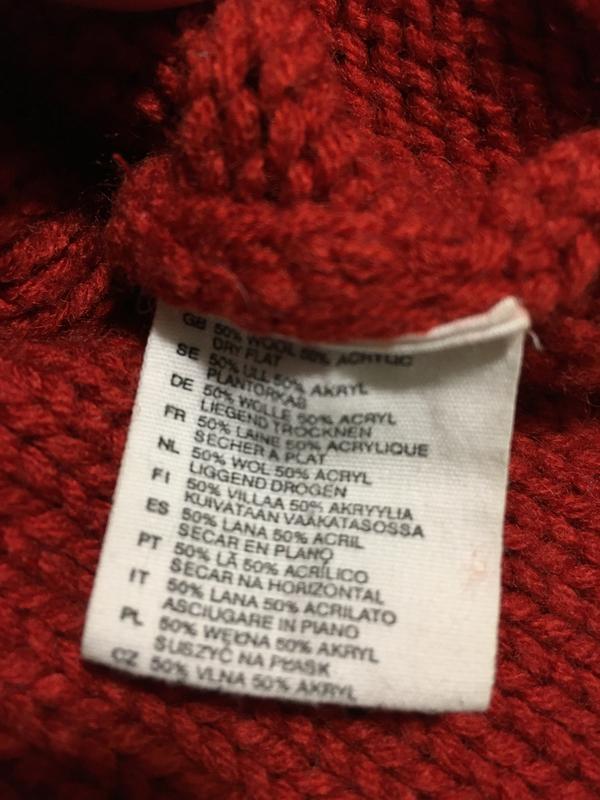 GB 50% WOOL 50% ACRYLIC
DRY FLAT
SE 50% ULL 50% AKRYL
PLANTORKAS
DE 50% WOLLE 50% ACRYL
LIEGEND TROCKNEN
FR 50% LAINE 50% ACRYLIQUE
SECHER A PLAT
NL 50% WOL 50% ACRYL
LIGGEND DROGEN
FI 50% VILLAA 50% AKRYYLIA
KUIVATAAN VAAKATASOSSA
ES 50% LANA 50% ACRIL
SECAR EN PLANO
PT 50% LÃ 50% ACRÍLICO
SECAR NA HORIZONTAL
IT 50% LANA 50% ACRILATO
ASCIUGARE IN PIANO
PL 50% WEŁNA 50% AKRYL
SUSZYĆ NA PŁASK
CZ 50% VLNA 50% AKRYL